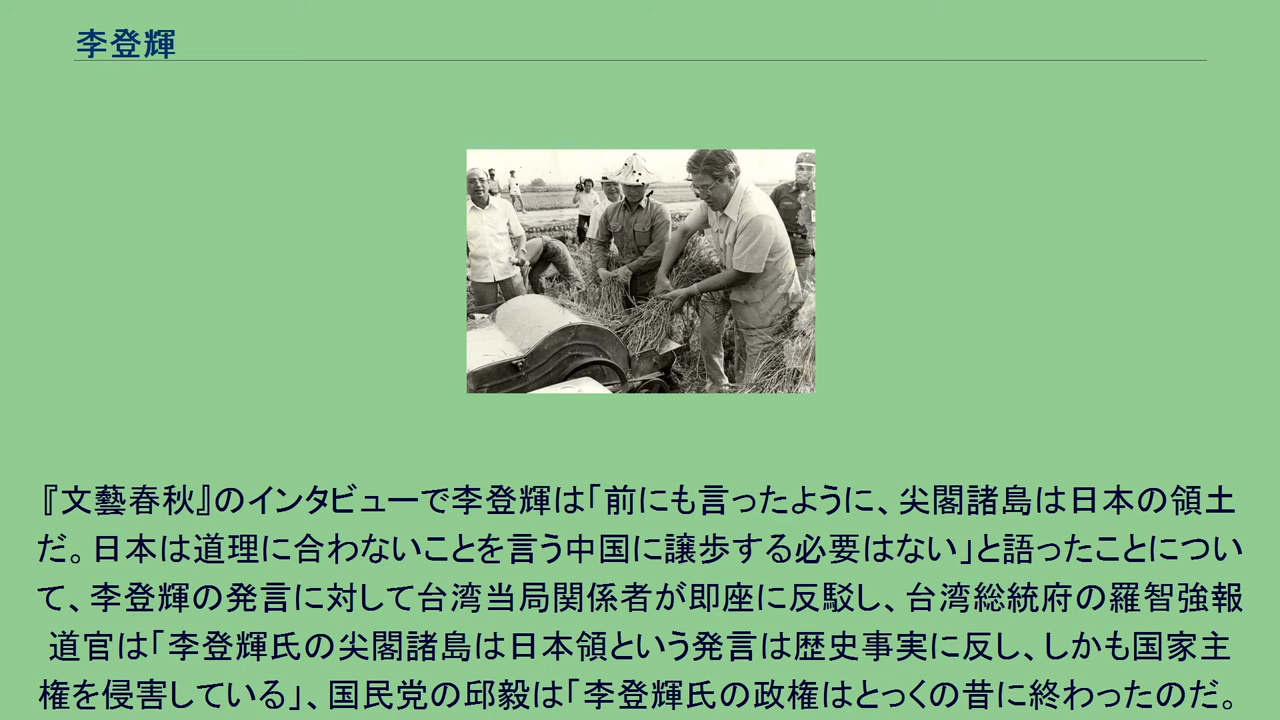 李登輝
『文藝春秋』のインタビューで李登輝は「前にも言ったように、尖閣諸島は日本の領土
だ。日本は道理に合わないことを言う中国に譲歩する必要はない」と語ったことについ
て、李登輝の発言に対して台湾当局関係者が即座に反駁し、台湾総統府の羅智強報
道官は「李登輝氏の尖閣諸島は日本領という発言は歴史事実に反し、しかも国家主
権を侵害している」、国民党の邱毅は「李登輝氏の政権はとっくの昔に終わったのだ。